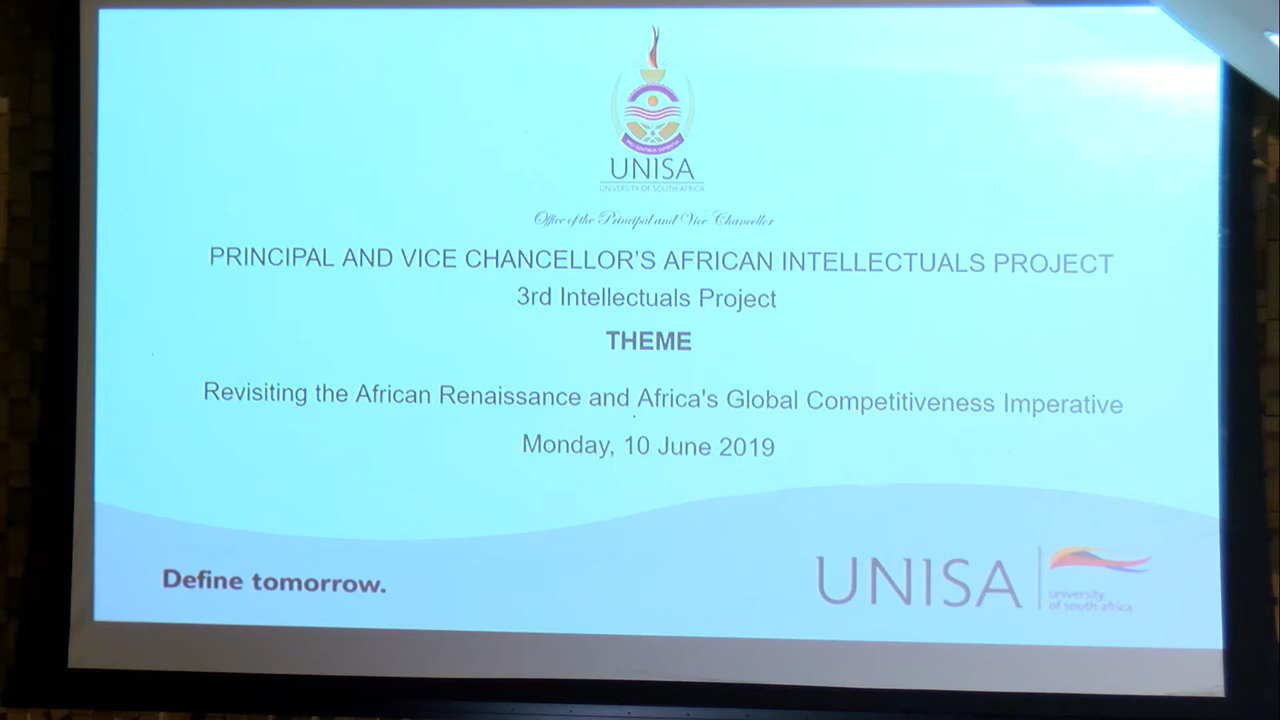 UNISA
UNIVERSITY OF SOUTH AFRICA
Office of the Principal and Vice Chancellor
PRINCIPAL AND VICE CHANCELLOR'S AFRICAN INTELLECTUALS PROJECT
3rd Intellectuals Project
THEME
Revisiting the African Renaissance and Africa's Global Competitiveness Imperative
Monday, 10 June 2019
Define tomorrow.
UNISA
university
of south africa